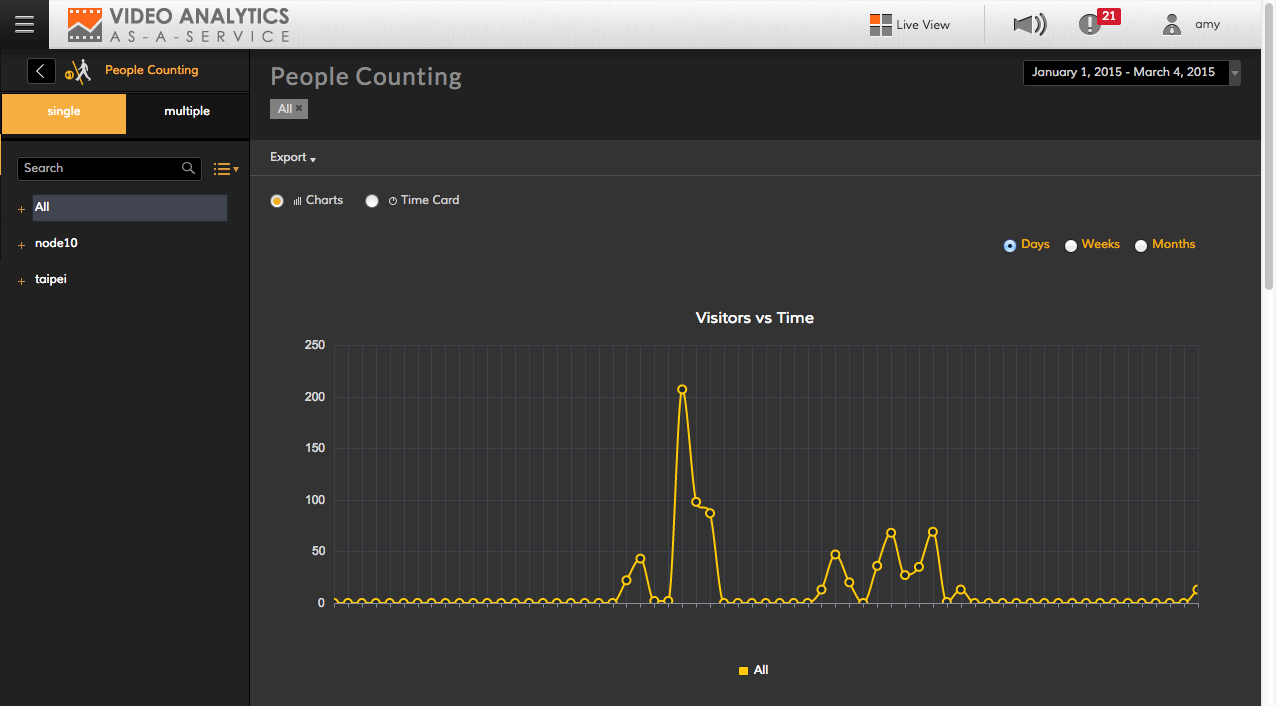 VIDEO ANALYTICS
AS-A-SERVICE
Live View
21
amy
People Counting
single
multiple
Search
All
node10
taipei
People Counting
January 1, 2015 - March 4, 2015
All ×
Export
Charts
Time Card
Days
Weeks
Months
Visitors vs Time
250
200
150
100
50
0
All